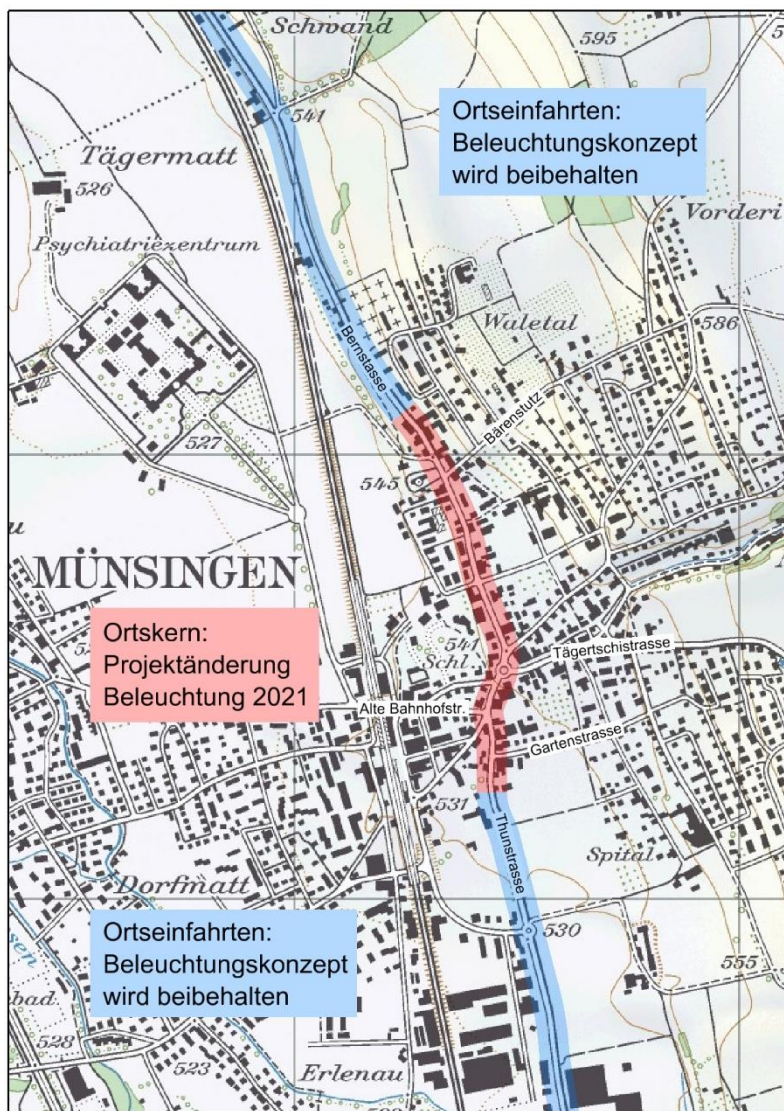 Schwand
595
541
Ortseinfahrten:
Beleuchtungskonzept
wird beibehalten
Tägermatt
526
Vorderi
Psychiatriezentrum
Waletal
586
Bernstasse
Bärenstutz
527
545
MÜNSINGEN
Ortskern:
Projektänderung
Beleuchtung 2021
541
Schl.
Tägertschistrasse
Alte Bahnhofstr.
Gartenstrasse
531
Thunstrasse
Spital
Dorfmatt
Ortseinfahrten:
Beleuchtungskonzept
wird beibehalten
530
555
528
523
Erlenau